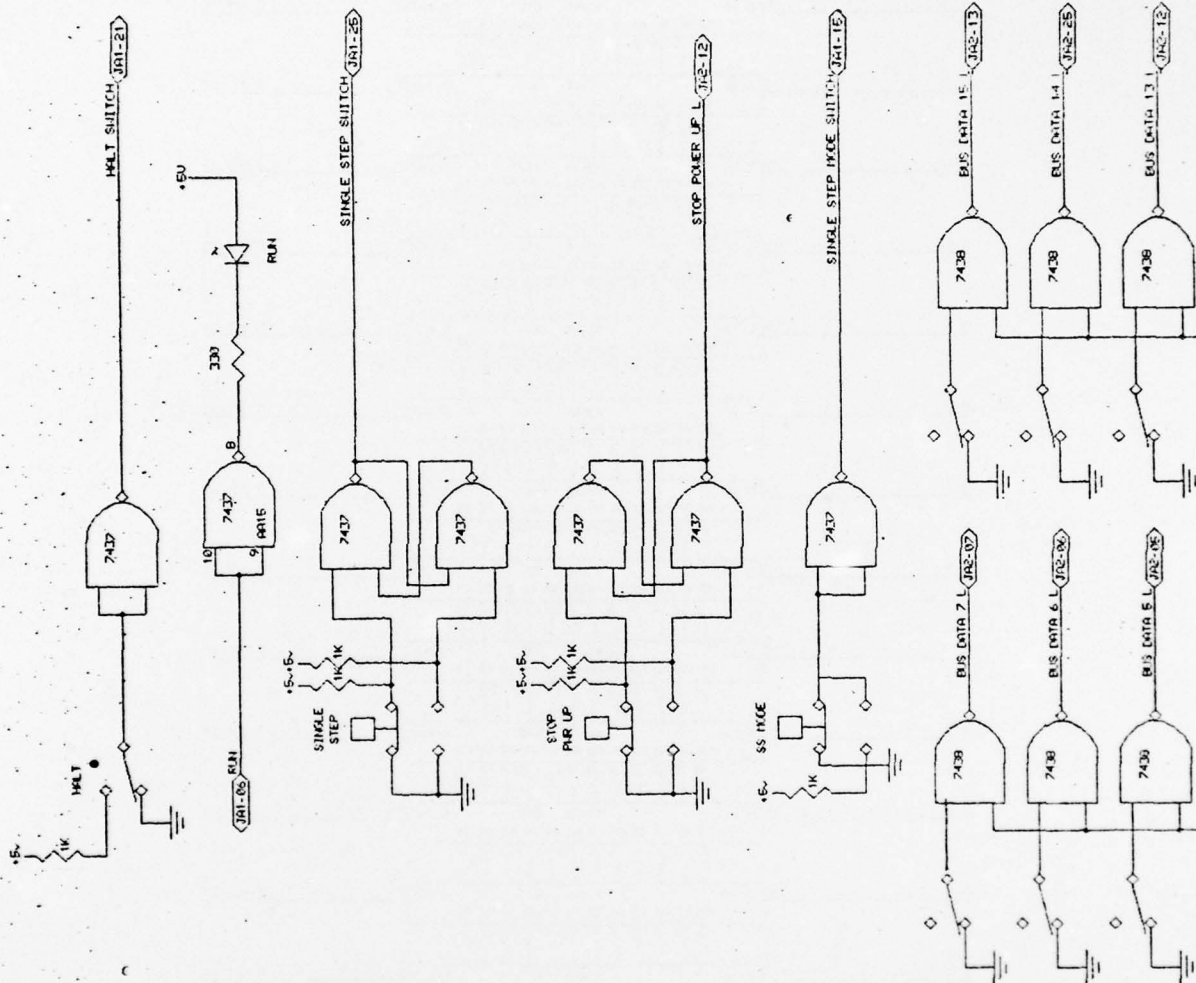 HALT SWITCH
JA1-21
+5v
1K
HALT
7437
+5V
RUN
330
10
9
8
7437
AA15
RUN
JA1-06
SINGLE STEP SWITCH
JA1-25
7437
7437
+5v
+5v
1K
1K
SINGLE
STEP
STOP POWER UP L
JA2-12
7437
7437
+5v
+5v
1K
1K
STOP
PWR UP
SINGLE STEP MODE SWITCH
JA1-15
7437
SS MODE
+5v
1K
BUS DATA 15 L
JA2-13
7438
BUS DATA 14 L
JA2-25
7438
BUS DATA 13 L
JA2-12
7438
BUS DATA 7 L
JA2-07
7438
BUS DATA 6 L
JA2-06
7438
BUS DATA 5 L
JA2-05
7438